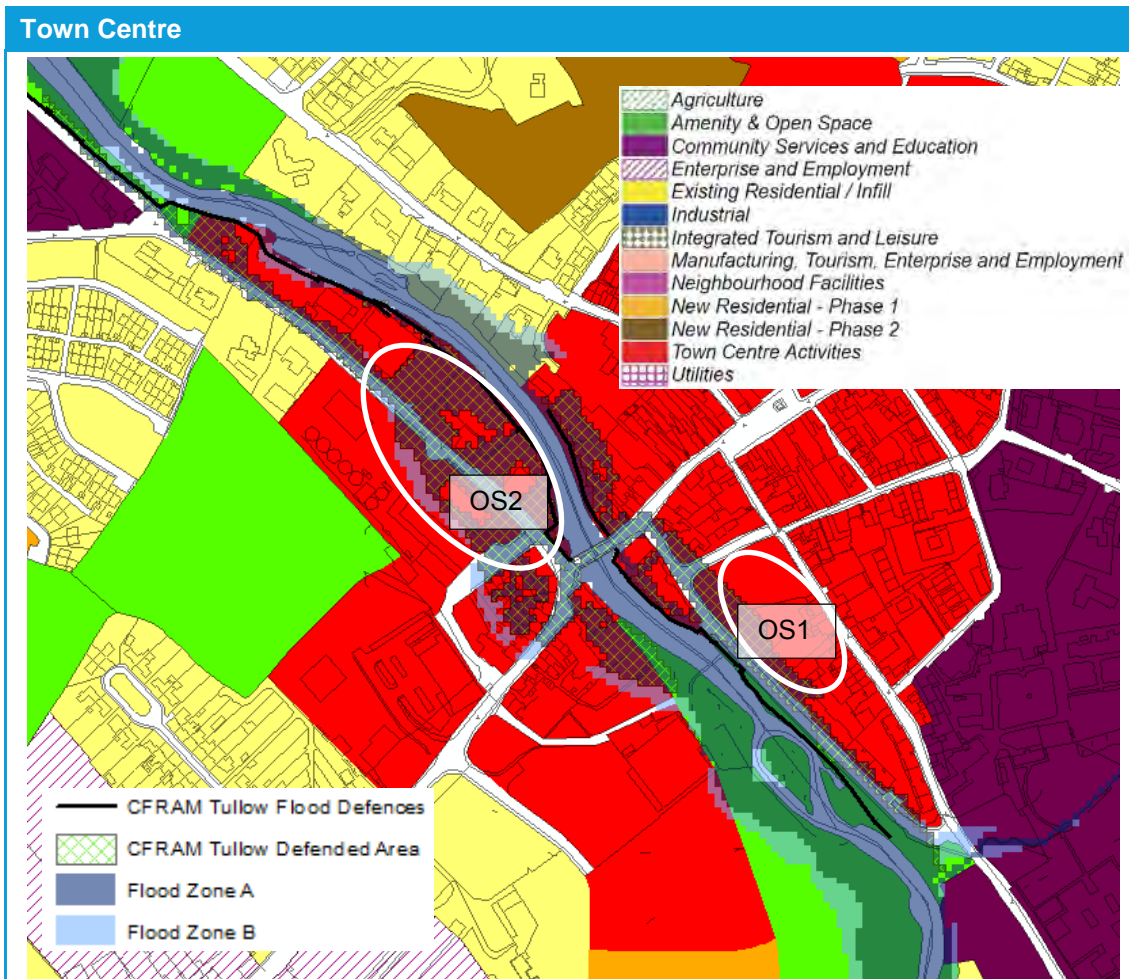 Town Centre
Agriculture
Amenity & Open Space
Community Services and Education
Enterprise and Employment
Existing Residential / Infill
Industrial
Integrated Tourism and Leisure
Manufacturing, Tourism, Enterprise and Employment
Neighbourhood Facilities
New Residential - Phase 1
New Residential - Phase 2
Town Centre Activities
Utilities
OS2
OS1
CFRAM Tullow Flood Defences
CFRAM Tullow Defended Area
Flood Zone A
Flood Zone B